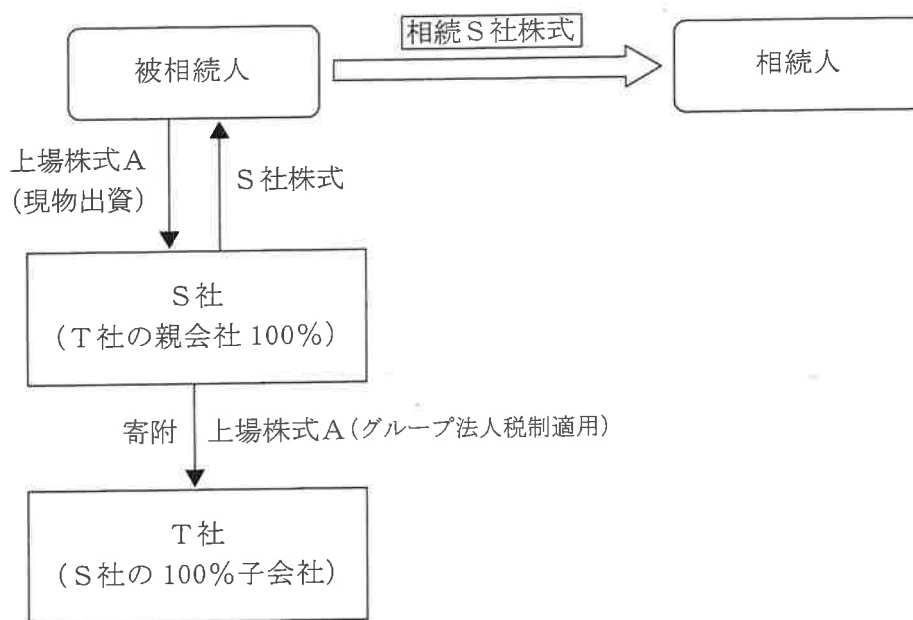 相続S社株式
被相続人
相続人
上場株式A
(現物出資)
S社株式
S社
(T社の親会社100%)
寄附
上場株式A(グループ法人税制適用)
T社
(S社の100%子会社)